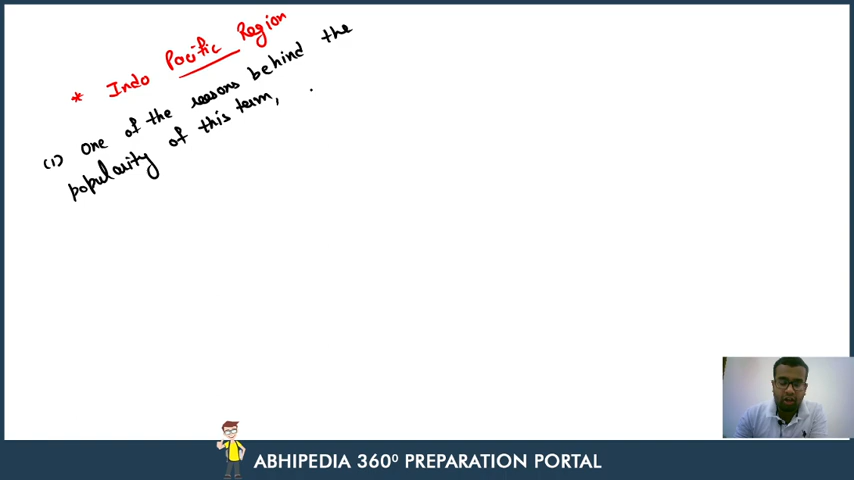 * Indo Pacific Region
(1) One of the reasons behind the
popularity of this term,
ABHIPEDIA 360° PREPARATION PORTAL